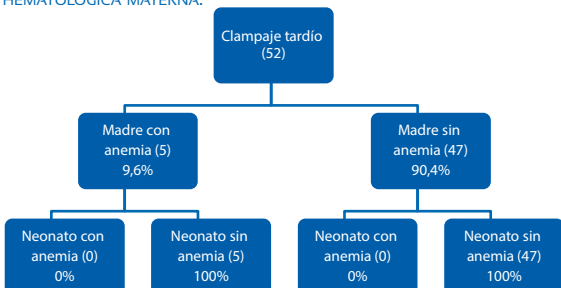 HEMATOLÓGICA MATERNA.
Clampaje tardío
(52)
Madre con
anemia (5)
9,6%
Madre sin
anemia (47)
90,4%
Neonato con
anemia (0)
0%
Neonato sin
anemia (5)
100%
Neonato con
anemia (0)
0%
Neonato sin
anemia (47)
100%